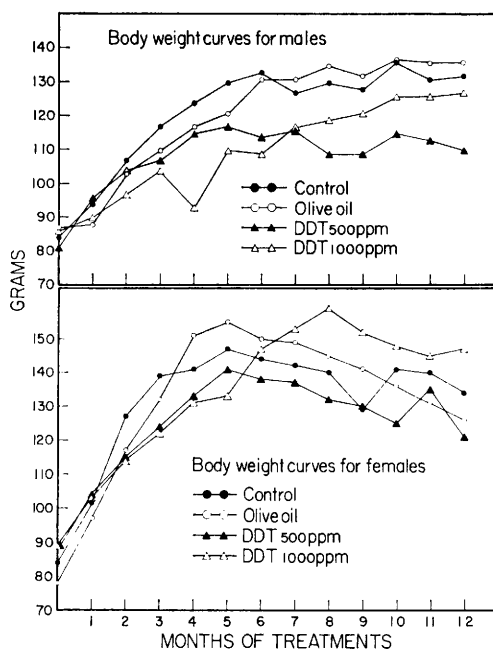 Body weight curves for males
140
130
120
110
100
90
80
70
Control
Olive oil
DDT 500ppm
DDT 1000ppm
GRAMS
150
140
130
120
110
100
90
80
70
Body weight curves for females
Control
Olive oil
DDT 500ppm
DDT 1000ppm
1 2 3 4 5 6 7 8 9 10 11 12
MONTHS OF TREATMENTS